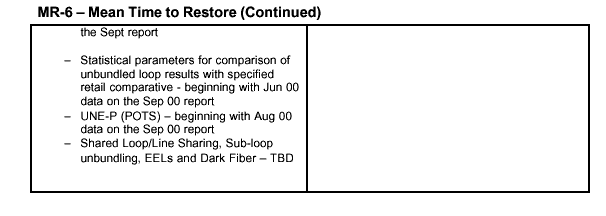 MR-6 – Mean Time to Restore (Continued)
the Sept report
– Statistical parameters for comparison of
unbundled loop results with specified
retail comparative - beginning with Jun 00
data on the Sep 00 report
– UNE-P (POTS) – beginning with Aug 00
data on the Sep 00 report
– Shared Loop/Line Sharing, Sub-loop
unbundling, EELs and Dark Fiber – TBD